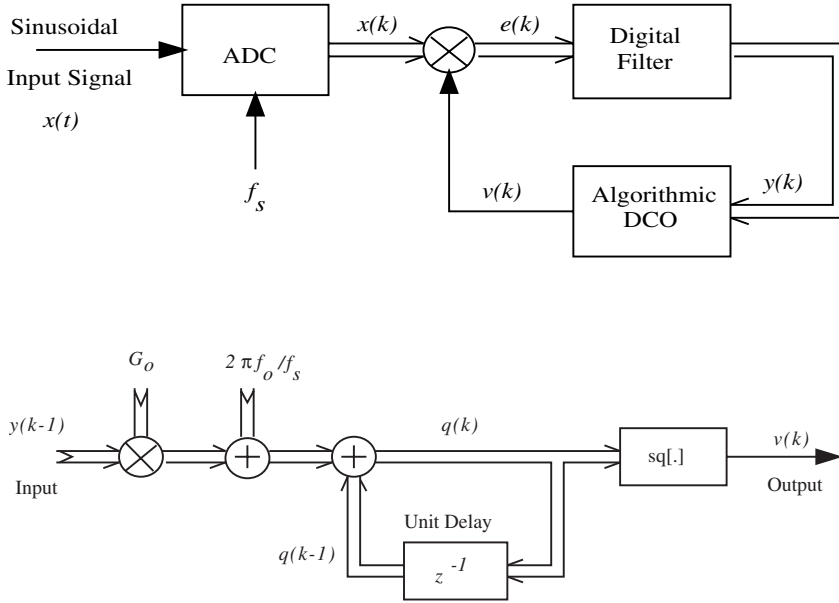 Sinusoidal
Input Signal
x(t)
ADC
f_s
x(k)
e(k)
Digital
Filter
v(k)
Algorithmic
DCO
y(k)
G_o
2 π f_o / f_s
y(k-1)
Input
q(k)
sq[.]
v(k)
Output
Unit Delay
q(k-1)
z^-1